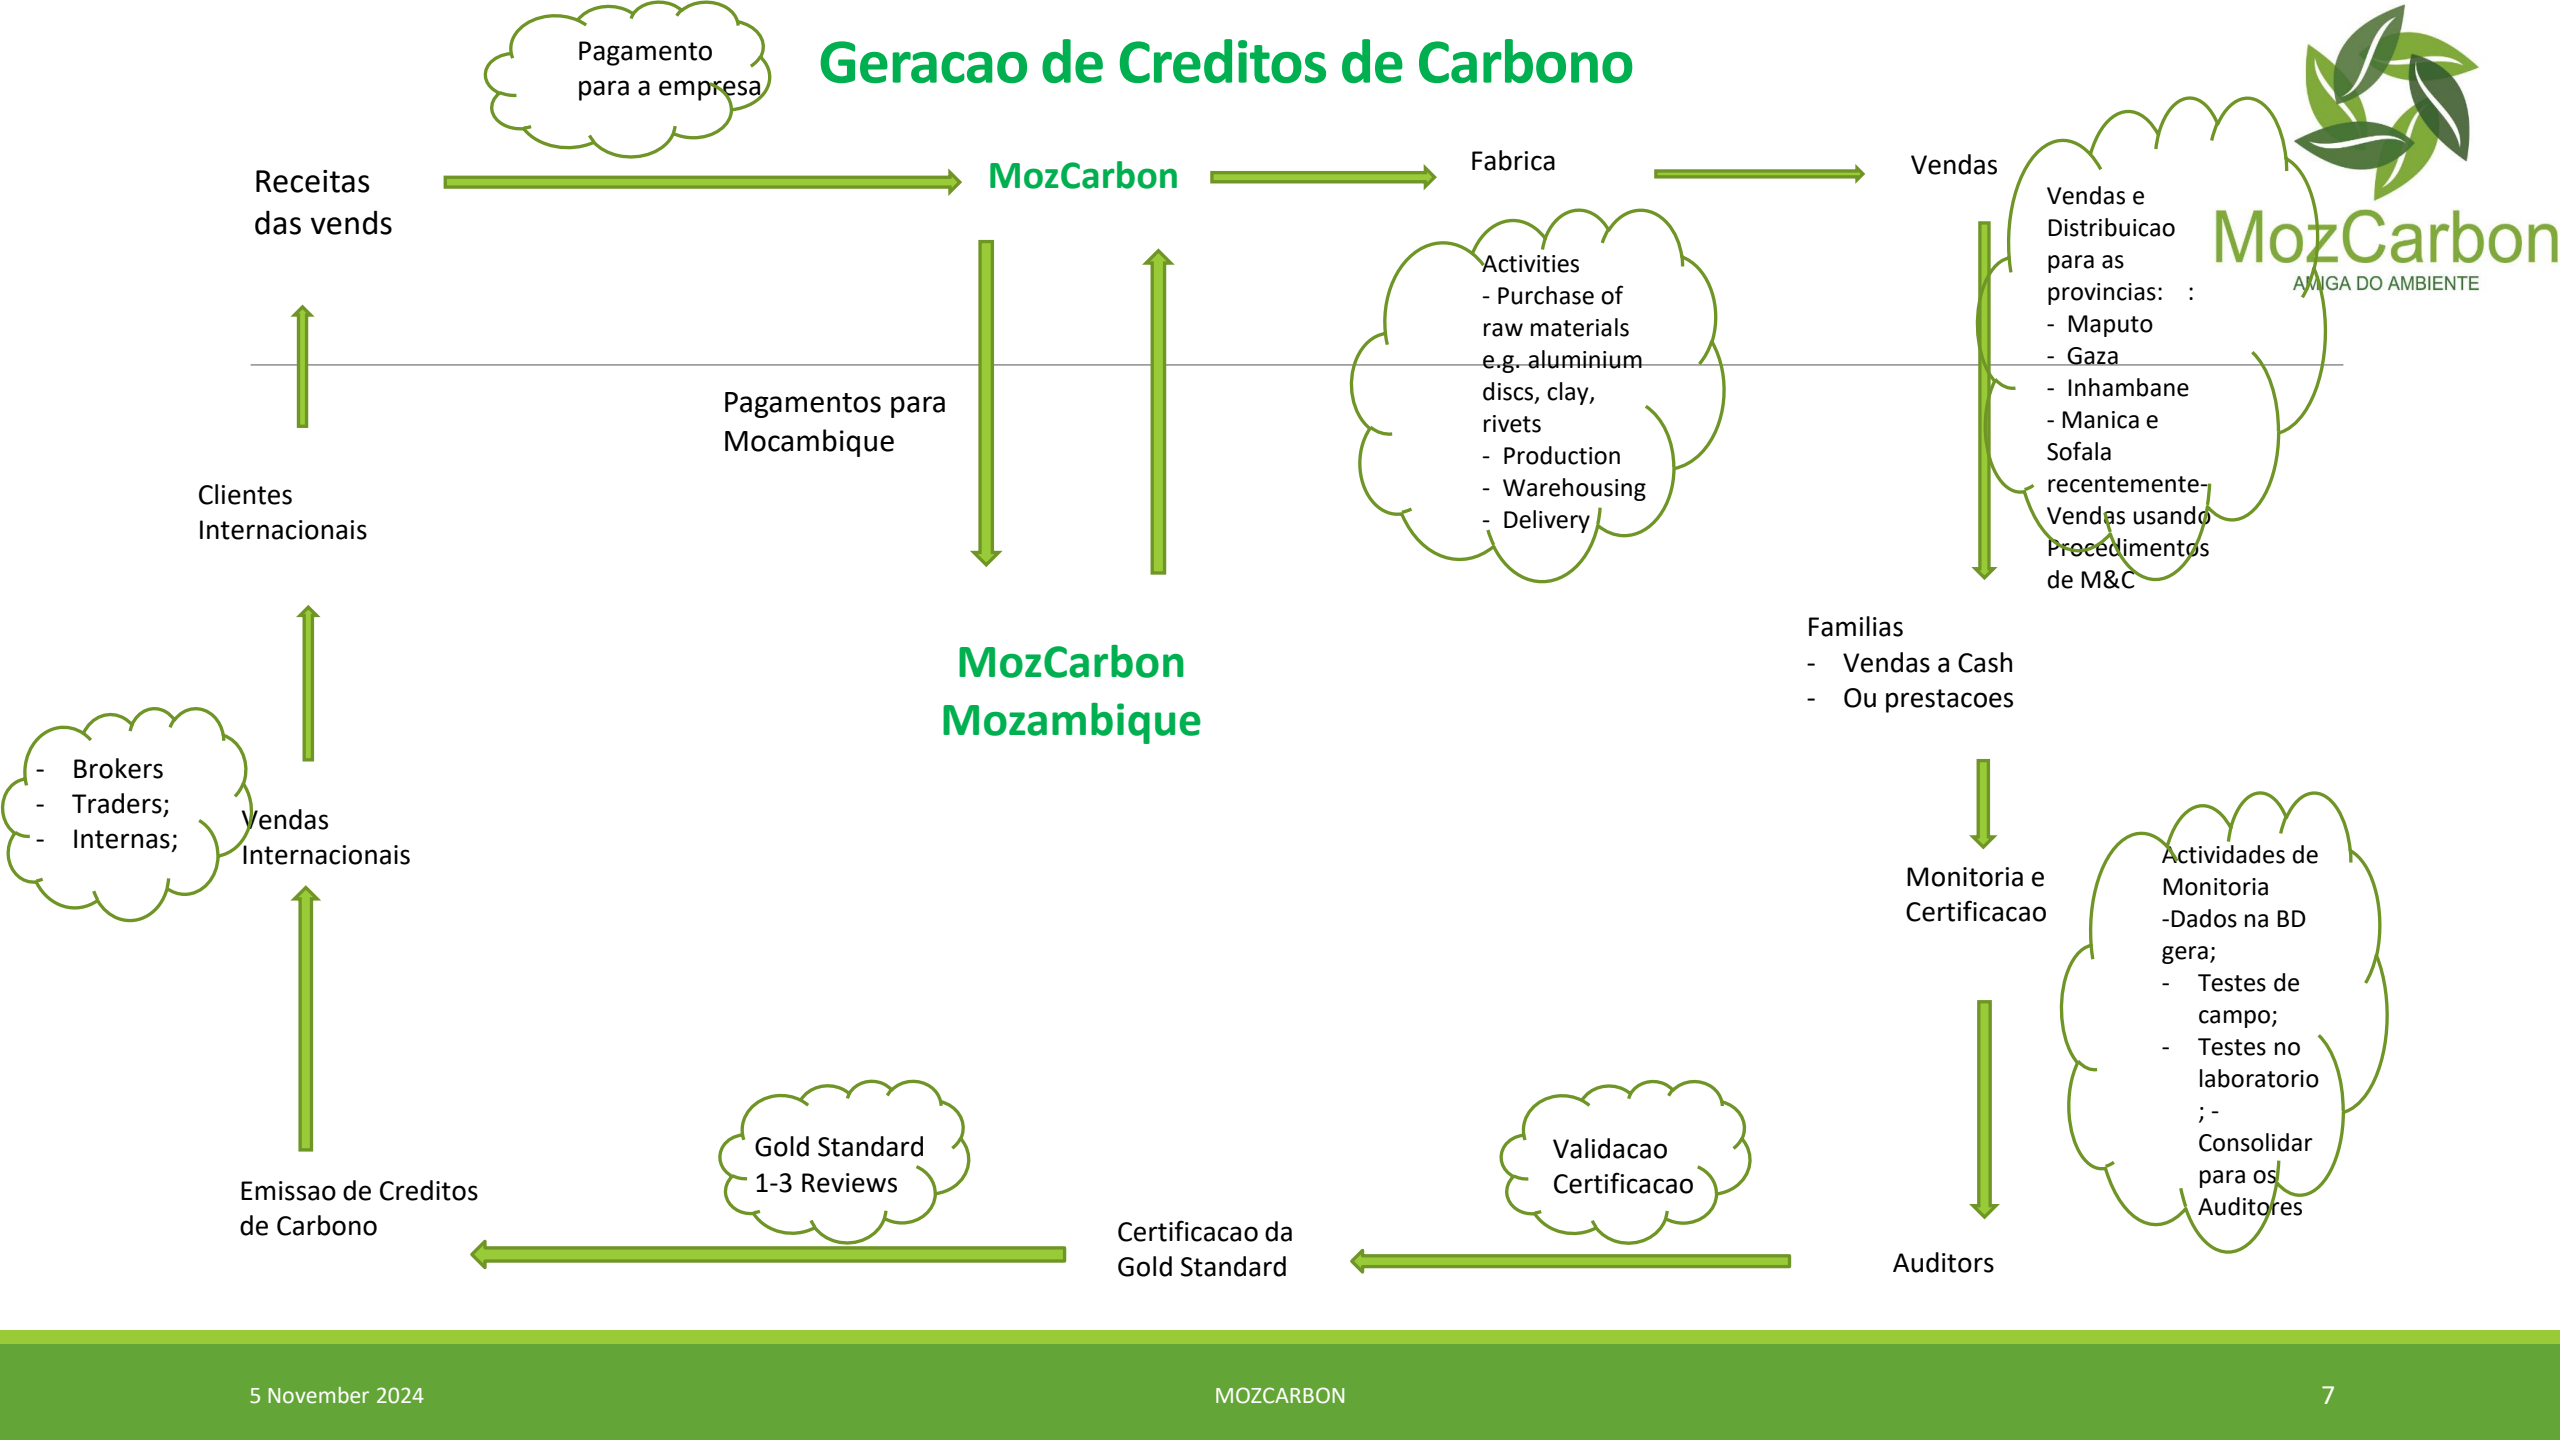 Pagamento
para a empresa
Geracao de Creditos de Carbono
Receitas
das vends
MozCarbon
Fabrica
Vendas
MozCarbon
AMIGA DO AMBIENTE
Activities
- Purchase of
raw materials
e.g. aluminium
discs, clay,
rivets
- Production
- Warehousing
- Delivery
Vendas e
Distribuicao
para as
provincias: :
- Maputo
- Gaza
- Inhambane
- Manica e
Sofala
recentemente-
Vendas usando
Procedimentos
de M&C
Pagamentos para
Mocambique
Clientes
Internacionais
MozCarbon
Mozambique
Familias
- Vendas a Cash
- Ou prestacoes
- Brokers
- Traders;
- Internas;
Vendas
Internacionais
Monitoria e
Certificacao
Actividades de
Monitoria
-Dados na BD
gera;
- Testes de
campo;
- Testes no
laboratorio
; -
Consolidar
para os
Auditores
Gold Standard
1-3 Reviews
Validacao
Certificacao
Emissao de Creditos
de Carbono
Certificacao da
Gold Standard
Auditors
5 November 2024
MOZCARBON
7